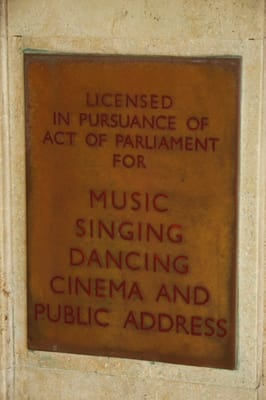 LICENSED
IN PURSUANCE OF
ACT OF PARLIAMENT
FOR
MUSIC
SINGING
DANCING
CINEMA AND
PUBLIC ADDRESS